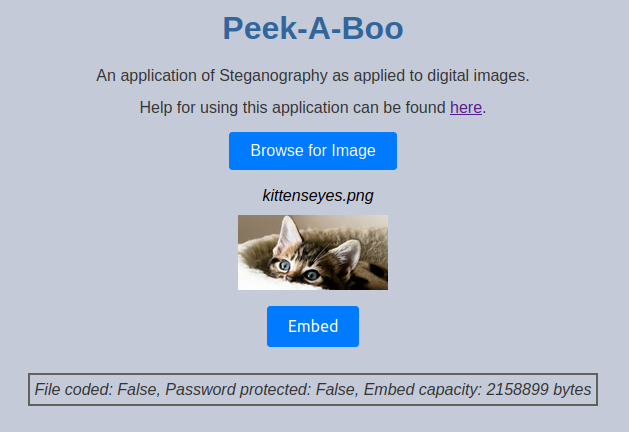 Peek-A-Boo
An application of Steganography as applied to digital images.
Help for using this application can be found here.
Browse for Image
kittenseyes.png
Embed
File coded: False, Password protected: False, Embed capacity: 2158899 bytes